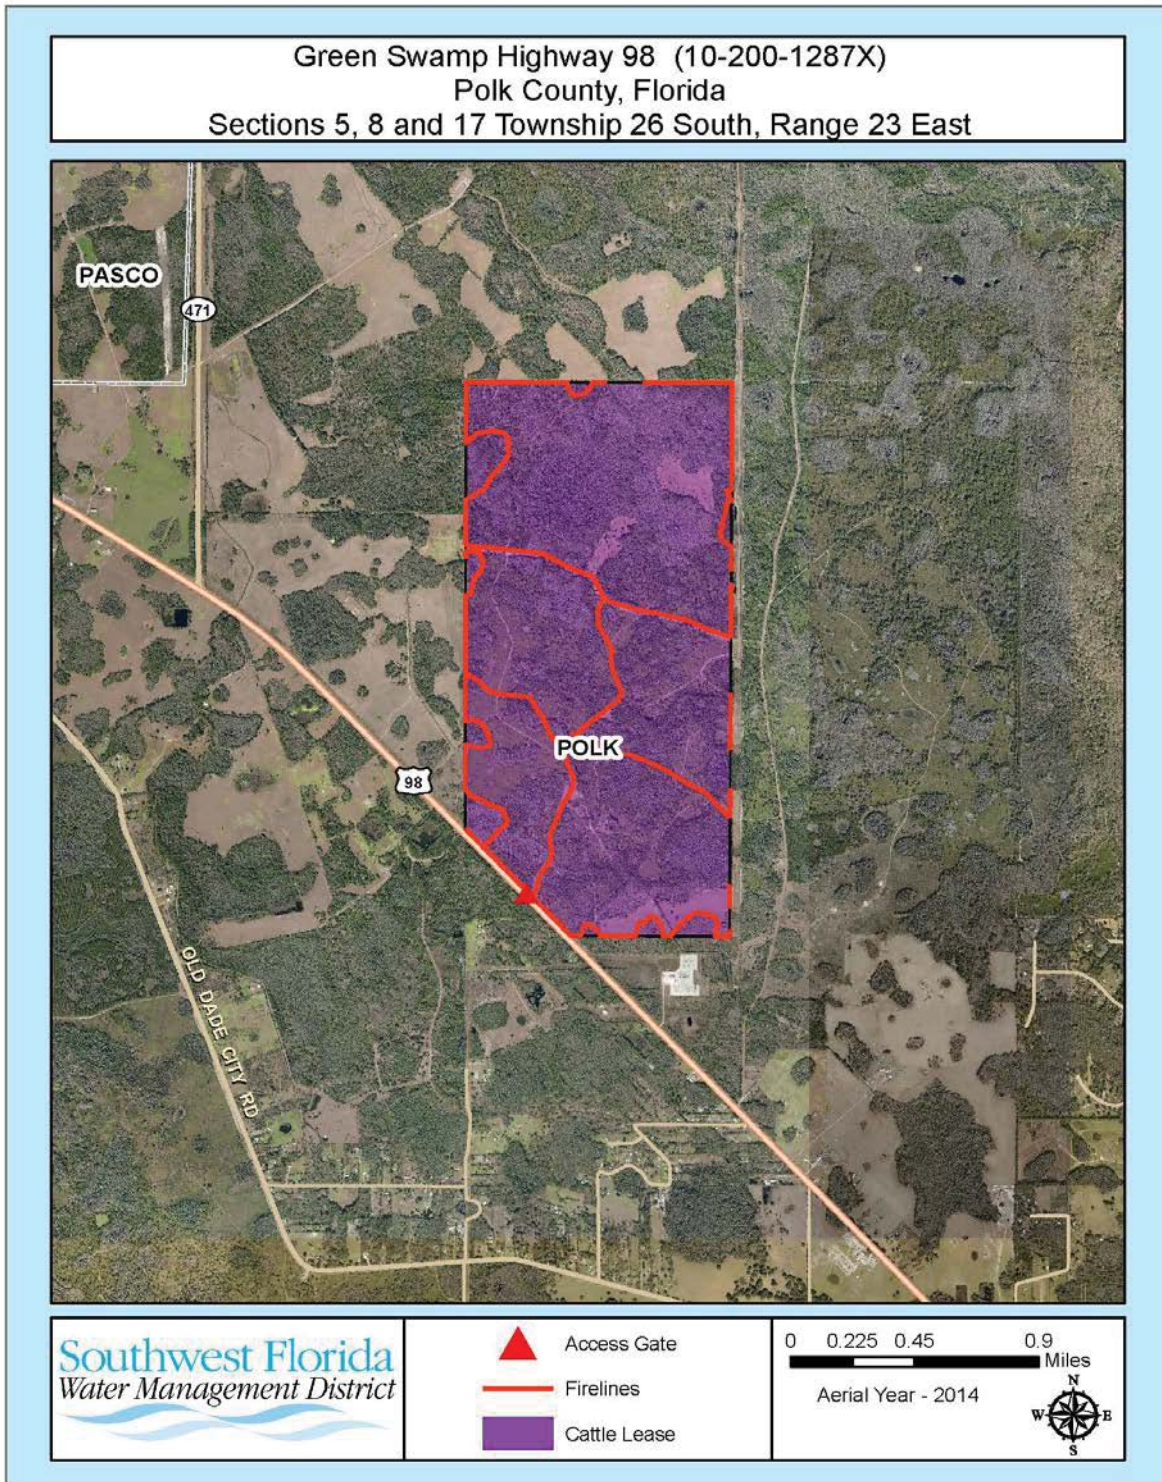 Green Swamp Highway 98 (10-200-1287X)
Polk County, Florida
Sections 5, 8 and 17 Township 26 South, Range 23 East
PASCO
471
POLK
98
OLD DADE CITY RD
Southwest Florida
Water Management District
Access Gate
Firelines
Cattle Lease
0 0.225 0.45 0.9
Miles
Aerial Year - 2014
N
W E
S